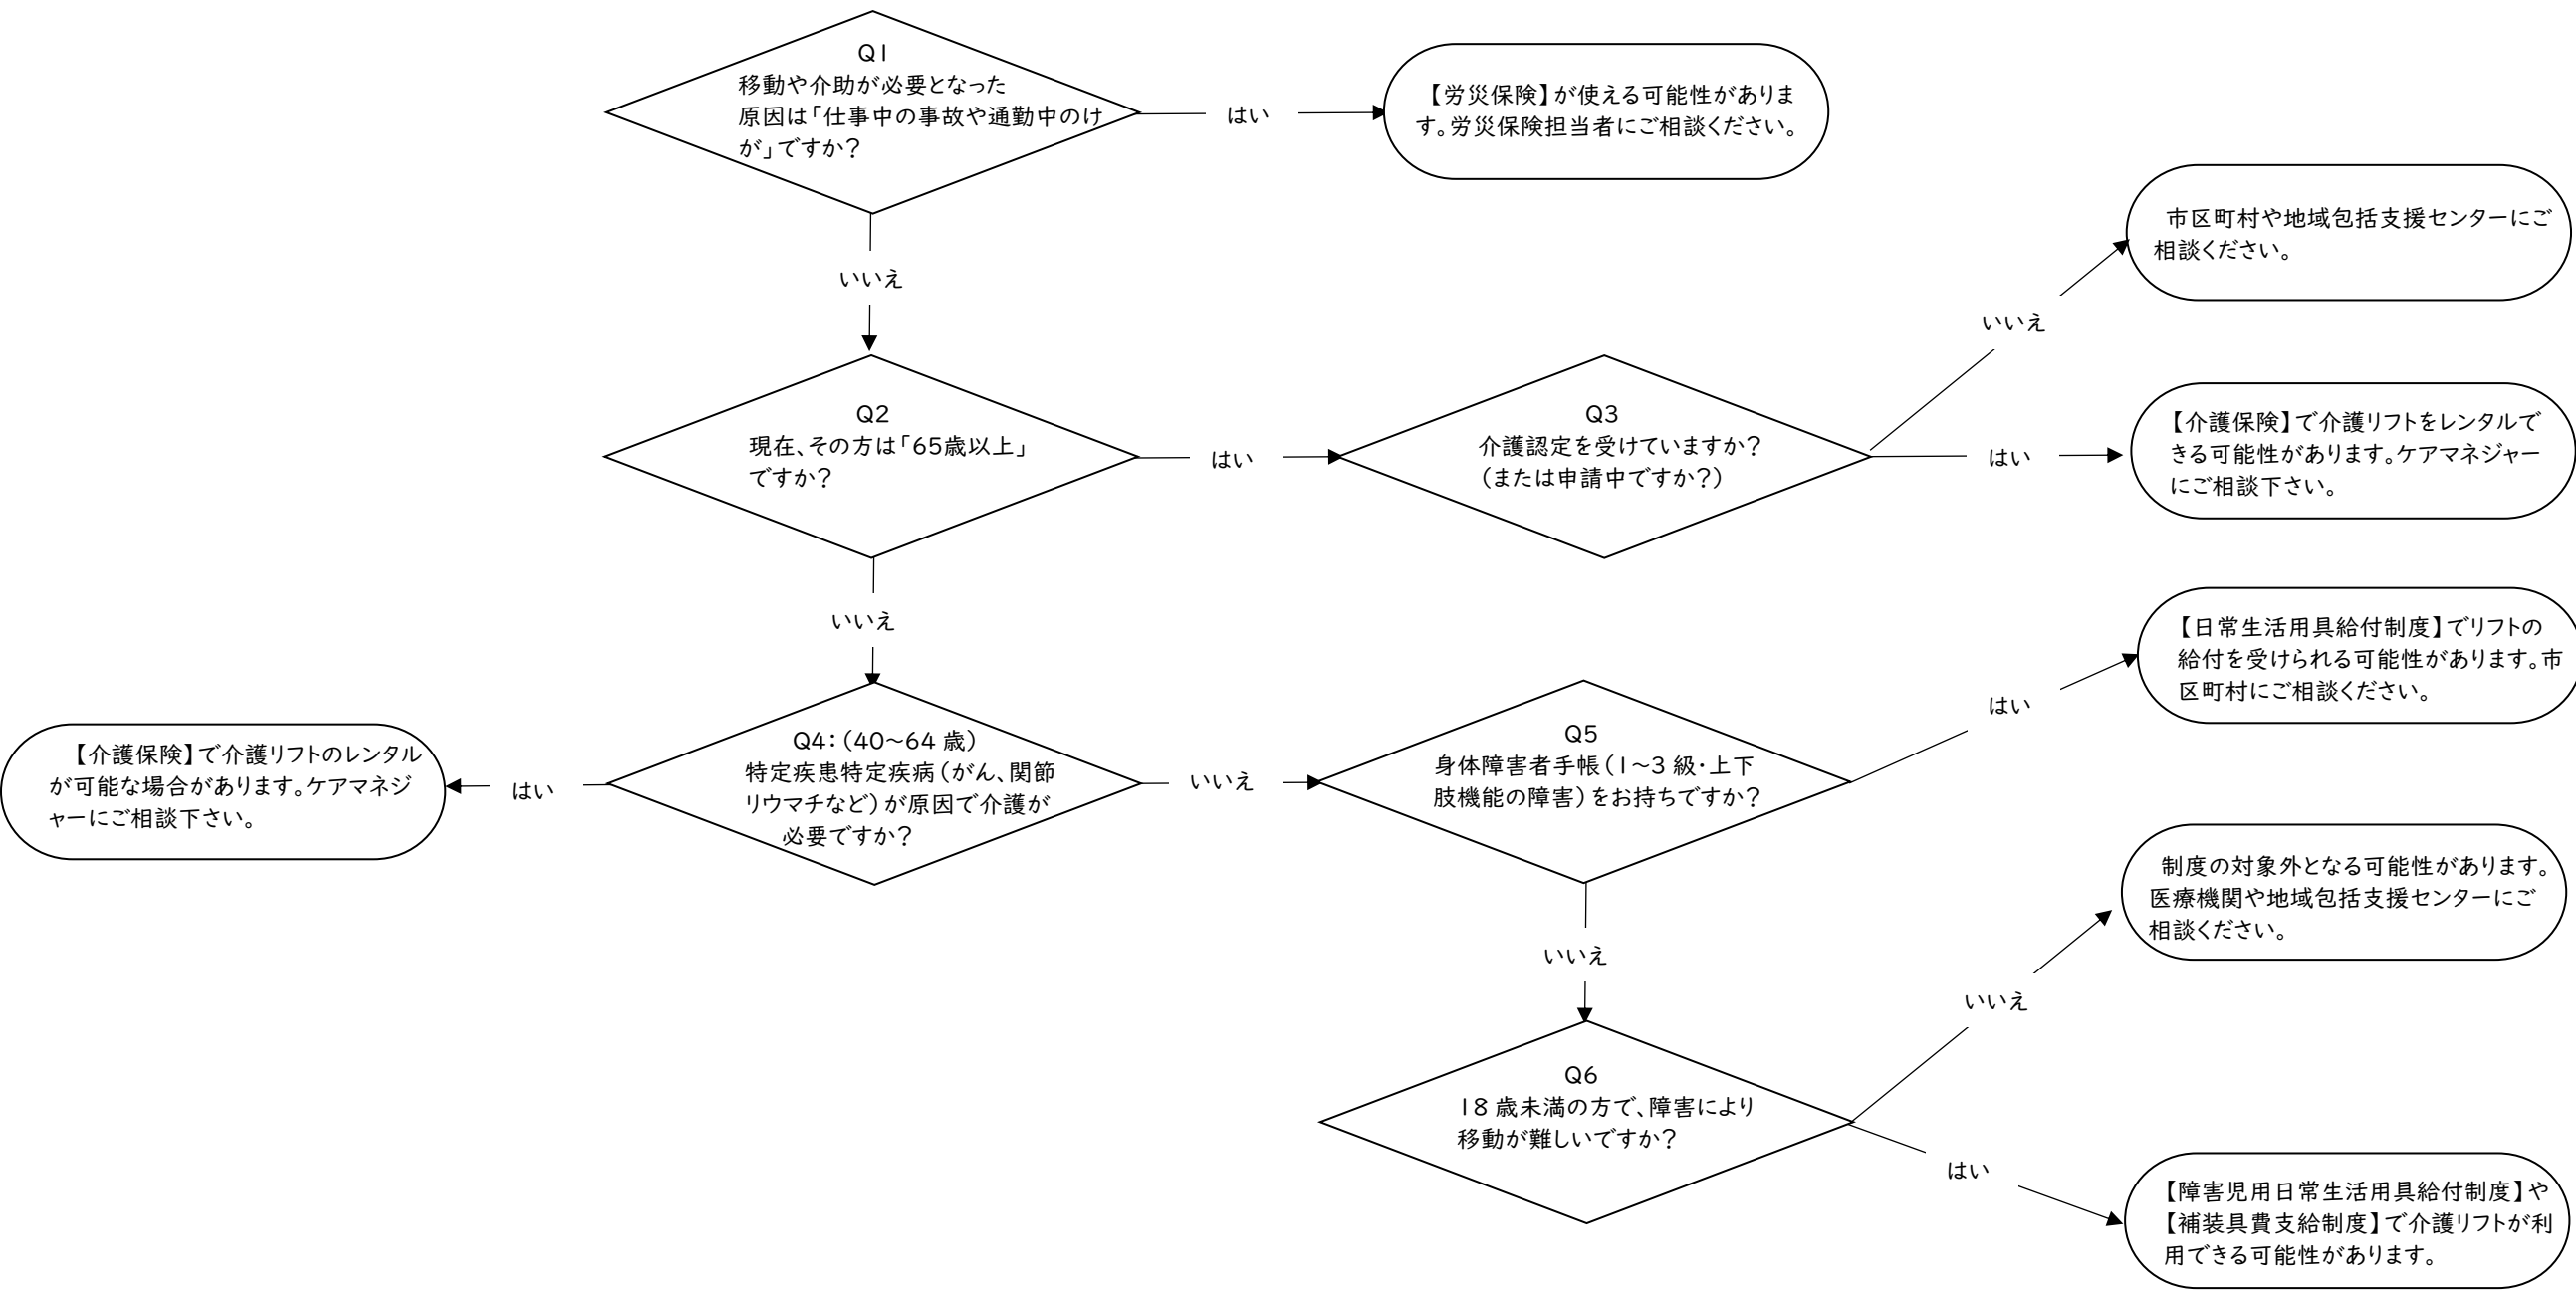 Q1
移動や介助が必要となった
原因は「仕事中の事故や通勤中のけ
が」ですか？
はい
【労災保険】が使える可能性がありま
す。労災保険担当者にご相談ください。
いいえ
Q2
現在、その方は「65歳以上」
ですか？
はい
Q3
介護認定を受けていますか？
（または申請中ですか？）
いいえ
市区町村や地域包括支援センターにご
相談ください。
はい
【介護保険】で介護リフトをレンタルで
きる可能性があります。ケアマネジャー
にご相談下さい。
いいえ
Q4：（40～64 歳）
特定疾患特定疾病（がん、関節
リウマチなど）が原因で介護が
必要ですか？
はい
【介護保険】で介護リフトのレンタル
が可能な場合があります。ケアマネジ
ャーにご相談下さい。
いいえ
Q5
身体障害者手帳（1～3 級・上下
肢機能の障害）をお持ちですか？
はい
【日常生活用具給付制度】でリフトの
給付を受けられる可能性があります。市
区町村にご相談ください。
いいえ
Q6
18 歳未満の方で、障害により
移動が難しいですか？
いいえ
制度の対象外となる可能性があります。
医療機関や地域包括支援センターにご
相談ください。
はい
【障害児用日常生活用具給付制度】や
【補装具費支給制度】で介護リフトが利
用できる可能性があります。